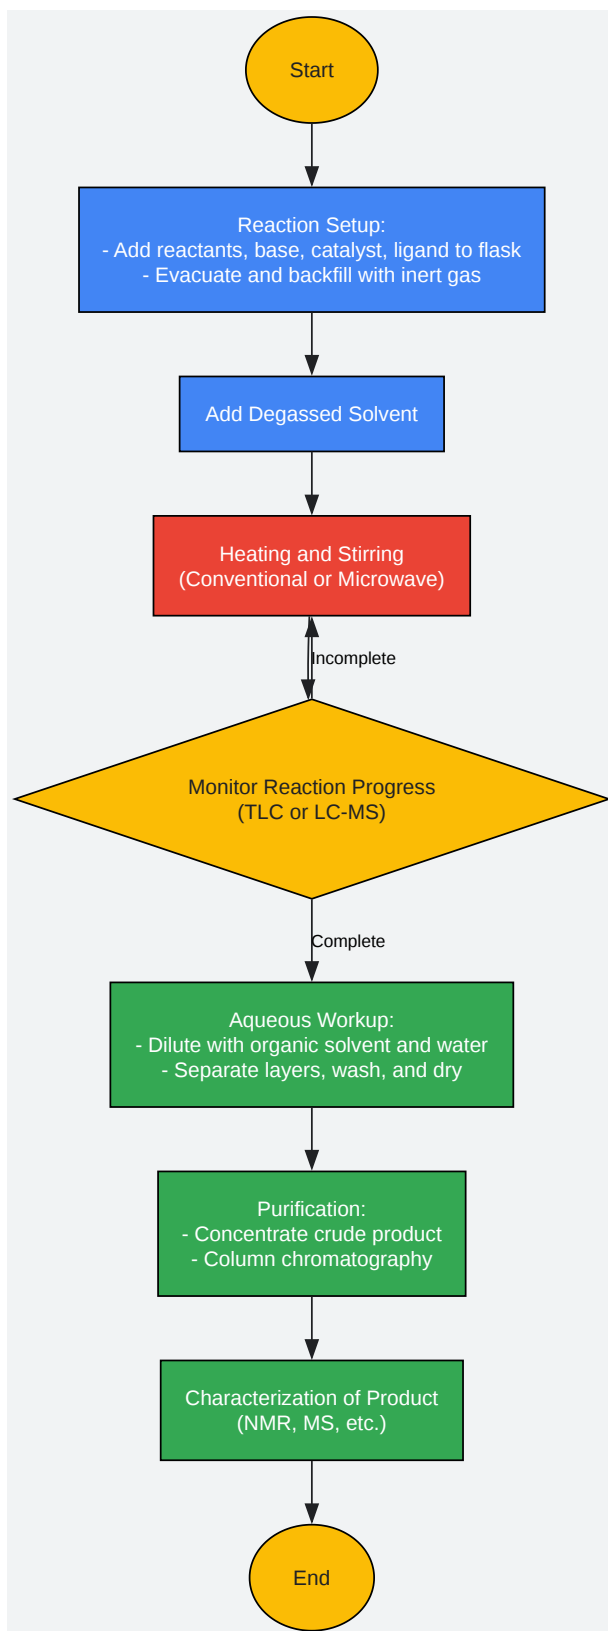 Start
Reaction Setup:
- Add reactants, base, catalyst, ligand to flask
- Evacuate and backfill with inert gas
Add Degassed Solvent
Heating and Stirring
(Conventional or Microwave)
Incomplete
Monitor Reaction Progress
(TLC or LC-MS)
Complete
Aqueous Workup:
- Dilute with organic solvent and water
- Separate layers, wash, and dry
Purification:
- Concentrate crude product
- Column chromatography
Characterization of Product
(NMR, MS, etc.)
End